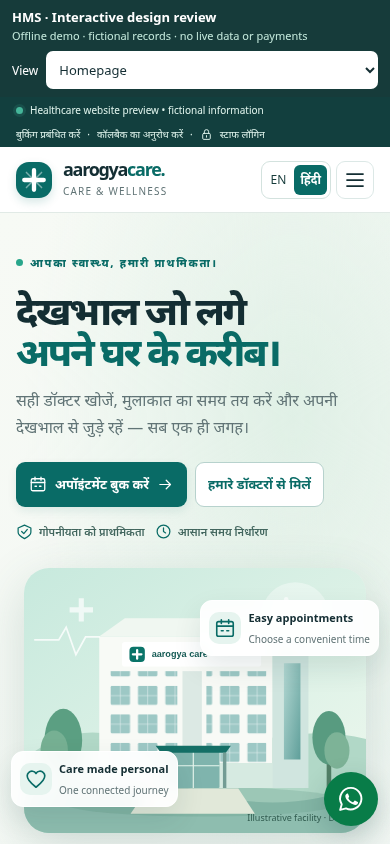 HMS · Interactive design review
Offline demo · fictional records · no live data or payments
View Homepage
Healthcare website preview • fictional information
बुकिंग प्रबंधित करें · कॉलबैक का अनुरोध करें · स्टाफ लॉगिन
aarogyacare.
CARE & WELLNESS
EN हिंदी
आपका स्वास्थ्य, हमारी प्राथमिकता।
देखभाल जो लगे
अपने घर के करीब।
सही डॉक्टर खोजें, मुलाकात का समय तय करें और अपनी
देखभाल से जुड़े रहें — सब एक ही जगह।
अपॉइंटमेंट बुक करें → हमारे डॉक्टरों से मिलें
गोपनीयता को प्राथमिकता आसान समय निर्धारण
Easy appointments
Choose a convenient time
aarogya care
Care made personal
One connected journey
Illustrative facility ·